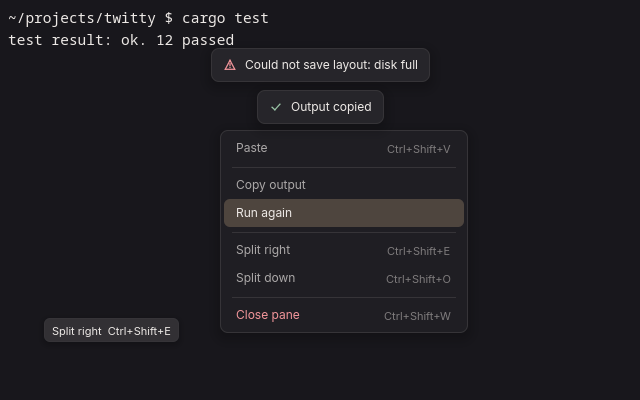 ~/projects/twitty $ cargo test
test result: ok. 12 passed
Could not save layout: disk full
Output copied
Paste Ctrl+Shift+V
Copy output
Run again
Split right Ctrl+Shift+E
Split down Ctrl+Shift+O
Close pane Ctrl+Shift+W
Split right Ctrl+Shift+E